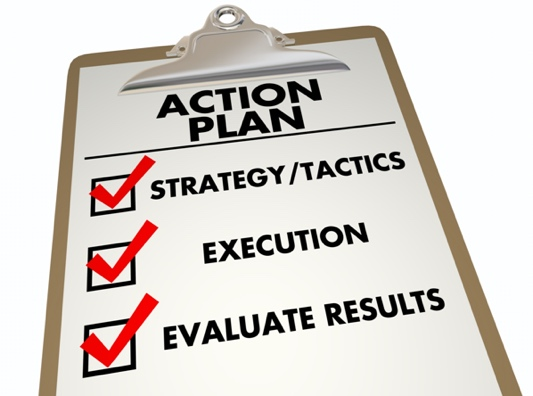 ACTION
PLAN
STRATEGY/TACTICS
EXECUTION
EVALUATE RESULTS